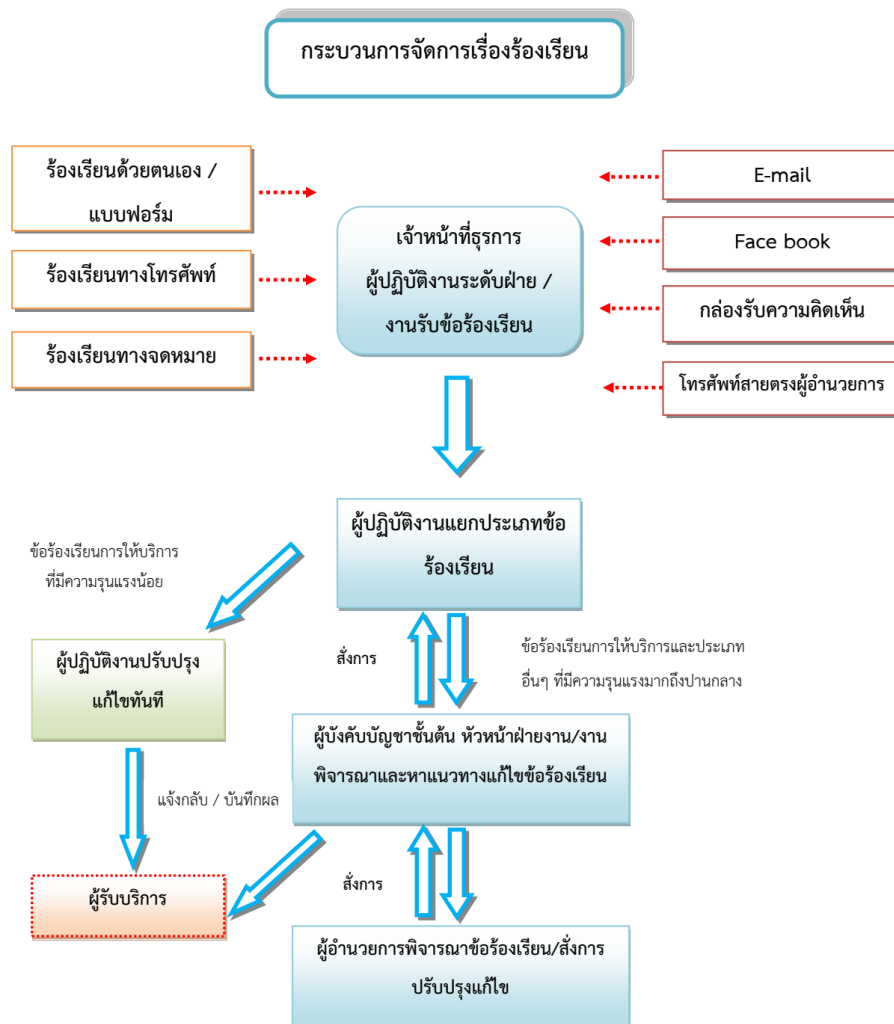 กระบวนการจัดการเรื่องร้องเรียน
ร้องเรียนด้วยตนเอง /
แบบฟอร์ม
ร้องเรียนทางโทรศัพท์
ร้องเรียนทางจดหมาย
เจ้าหน้าที่ธุรการ
ผู้ปฏิบัติงานระดับฝ่าย /
งานรับข้อร้องเรียน
E-mail
Face book
กล่องรับความคิดเห็น
โทรศัพท์สายตรงผู้อำนวยการ
ผู้ปฏิบัติงานแยกประเภทข้อ
ร้องเรียน
ข้อร้องเรียนการให้บริการ
ที่มีความรุนแรงน้อย
ผู้ปฏิบัติงานปรับปรุง
แก้ไขทันที
สั่งการ
ข้อร้องเรียนการให้บริการและประเภท
อื่นๆ ที่มีความรุนแรงมากถึงปานกลาง
ผู้บังคับบัญชาชั้นต้น หัวหน้าฝ่ายงาน/งาน
พิจารณาและหาแนวทางแก้ไขข้อร้องเรียน
แจ้งกลับ / บันทึกผล
ผู้รับบริการ
สั่งการ
ผู้อำนวยการพิจารณาข้อร้องเรียน/สั่งการ
ปรับปรุงแก้ไข